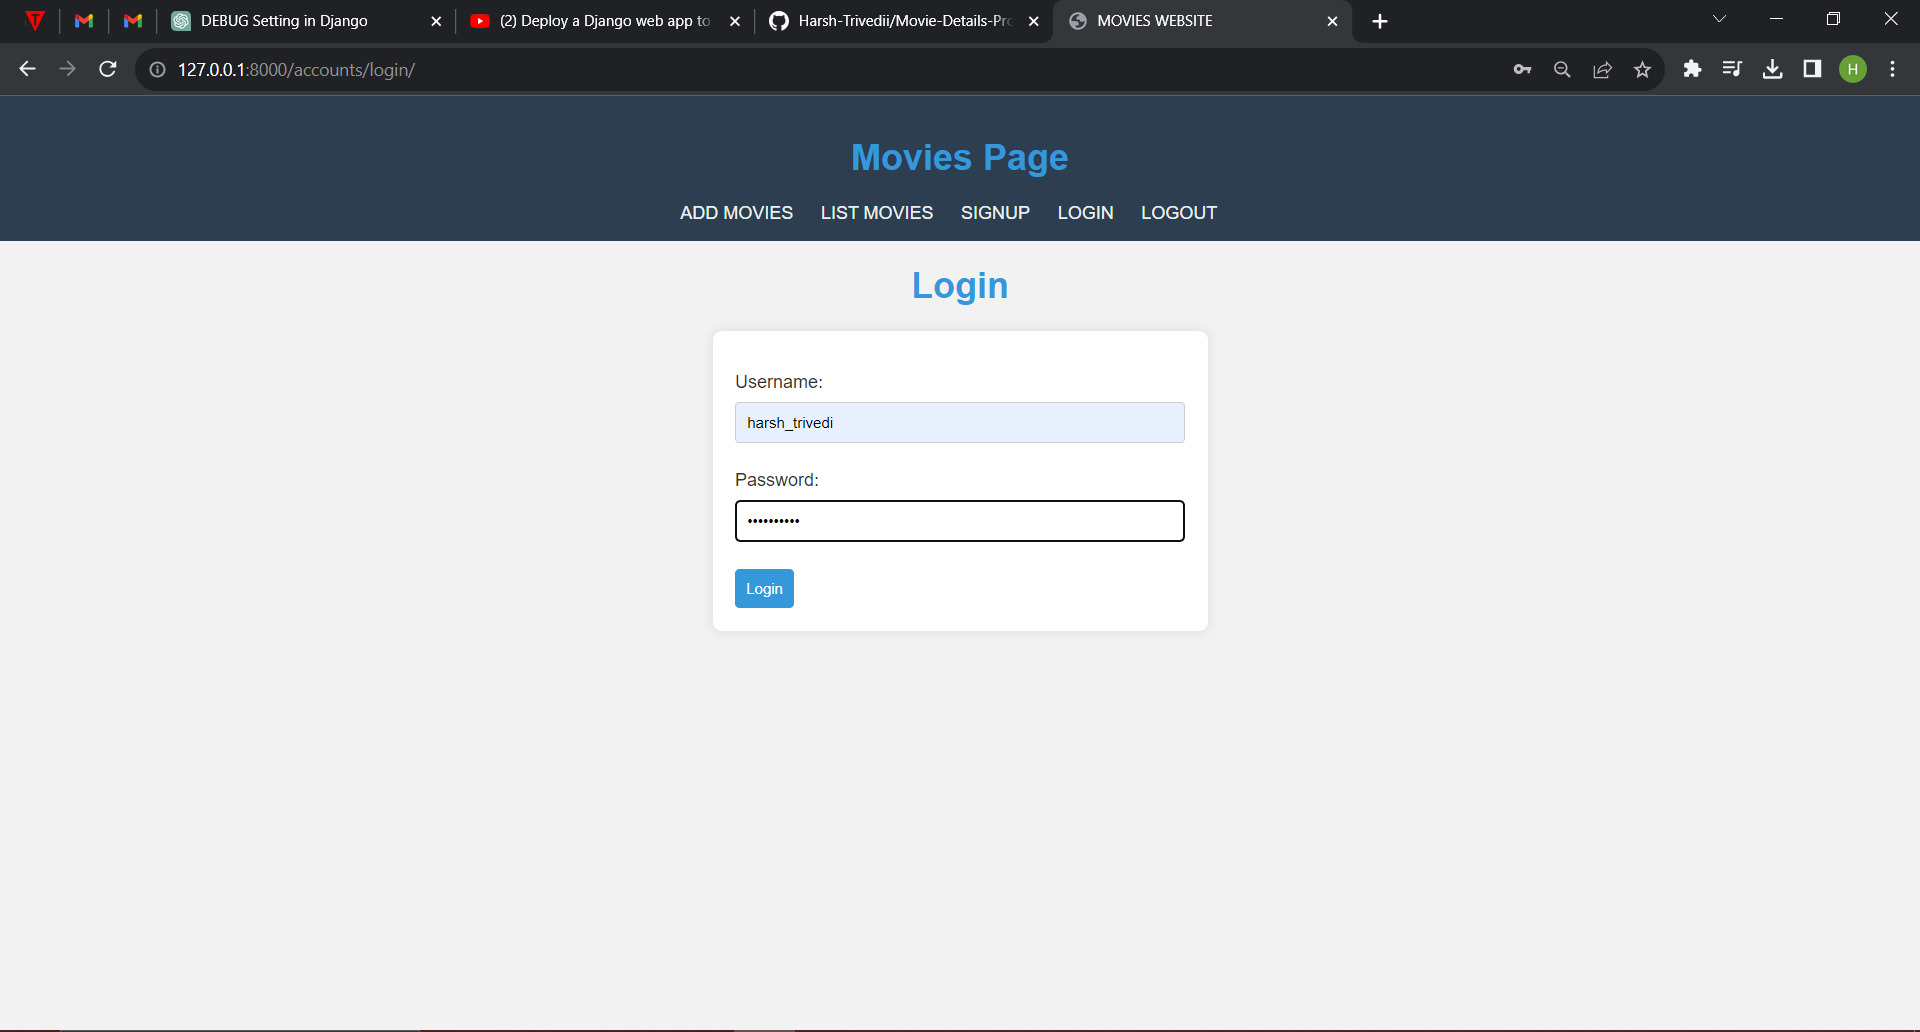 DEBUG Setting in Django
(2) Deploy a Django web app to
Harsh-Trivedii/Movie-Details-Pr
MOVIES WEBSITE
127.0.0.1:8000/accounts/login/
H
Movies Page
ADD MOVIES LIST MOVIES SIGNUP LOGIN LOGOUT
Login
Username:
harsh_trivedi
Password:
••••••••••
Login